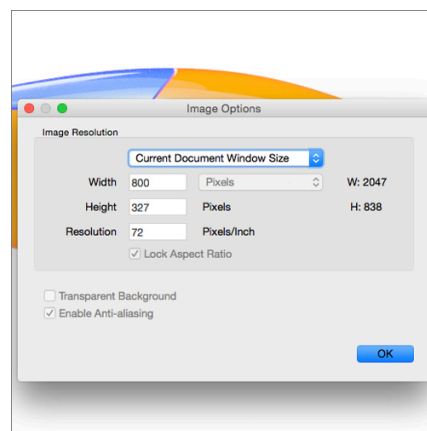 Image Options
Image Resolution
Current Document Window Size
Width 800 Pixels W: 2047
Height 327 Pixels H: 838
Resolution 72 Pixels/Inch
Lock Aspect Ratio
Transparent Background
Enable Anti-aliasing
OK